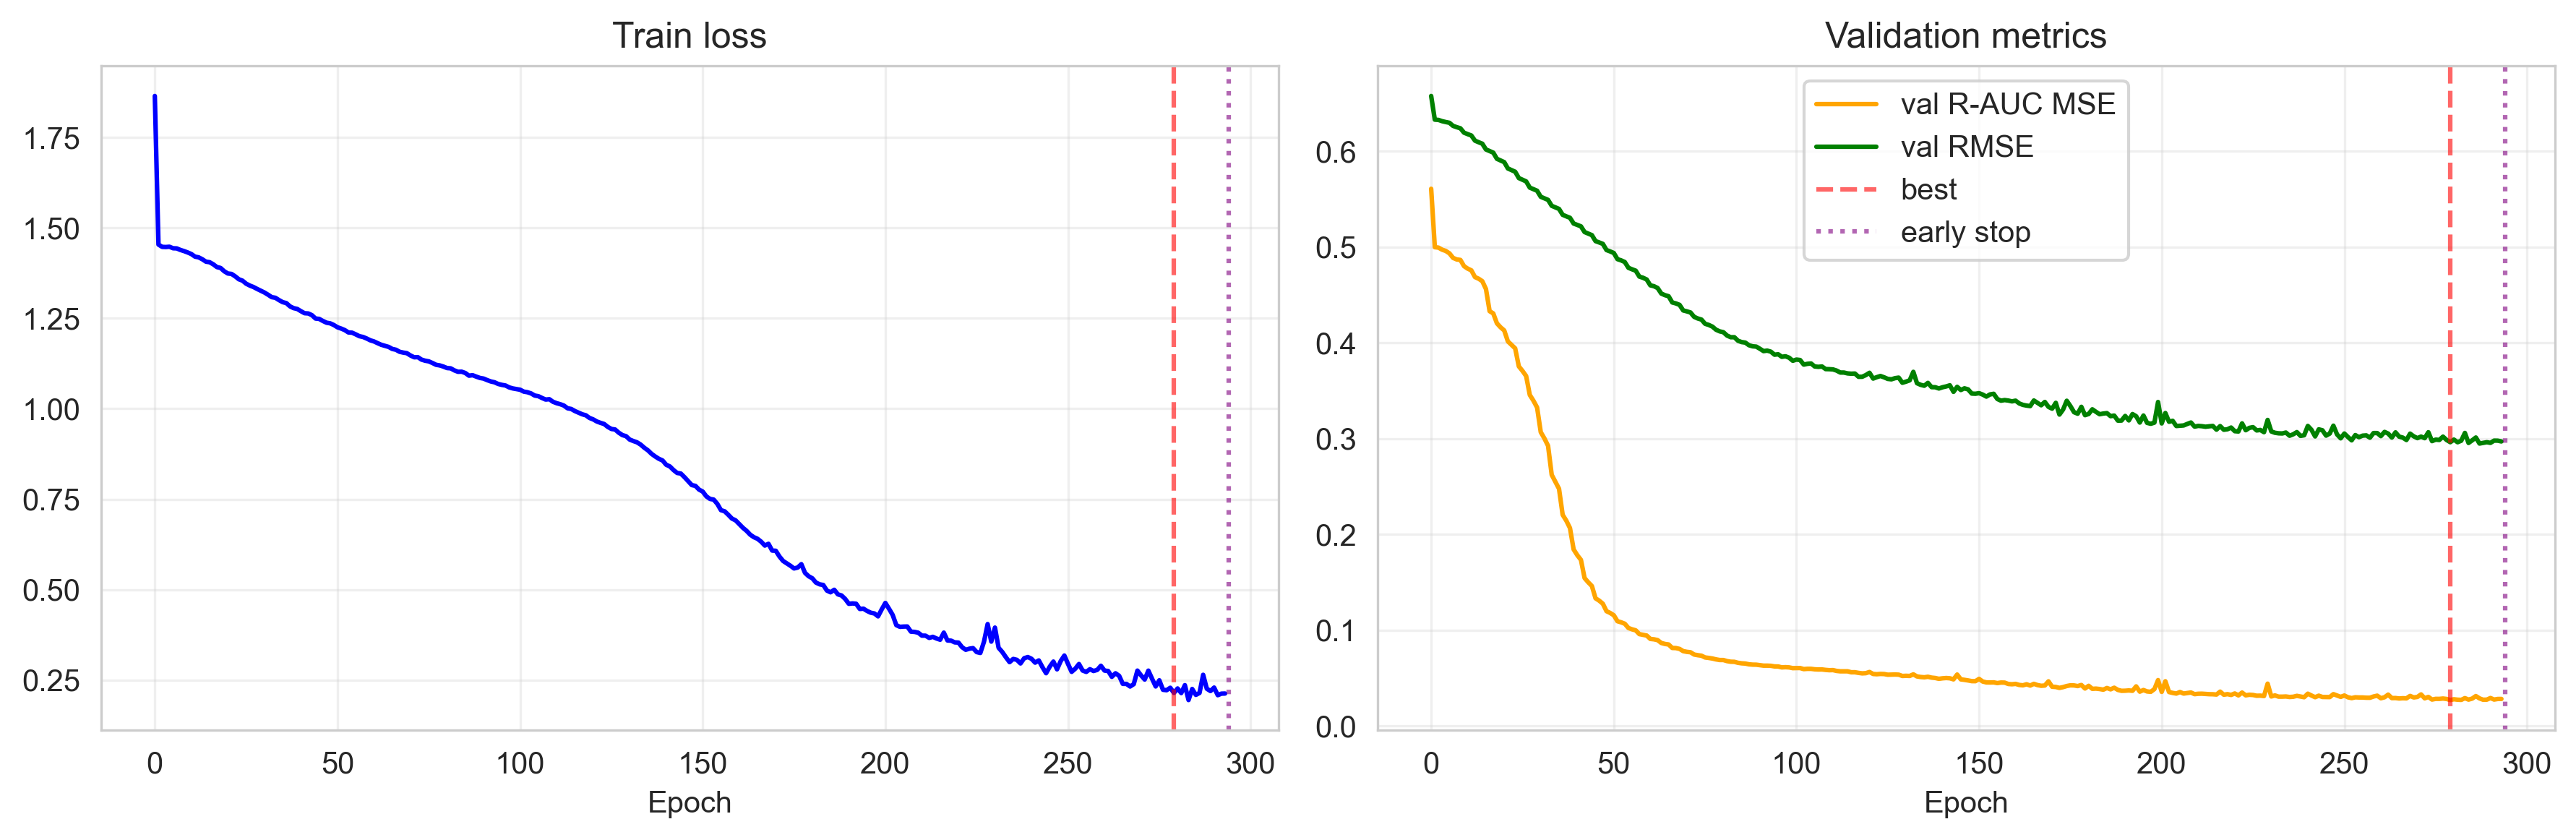 Train loss
1.75
1.50
1.25
1.00
0.75
0.50
0.25
0 50 100 150 200 250 300
Epoch
Validation metrics
val R-AUC MSE
val RMSE
best
early stop
0.6
0.5
0.4
0.3
0.2
0.1
0.0
0 50 100 150 200 250 300
Epoch